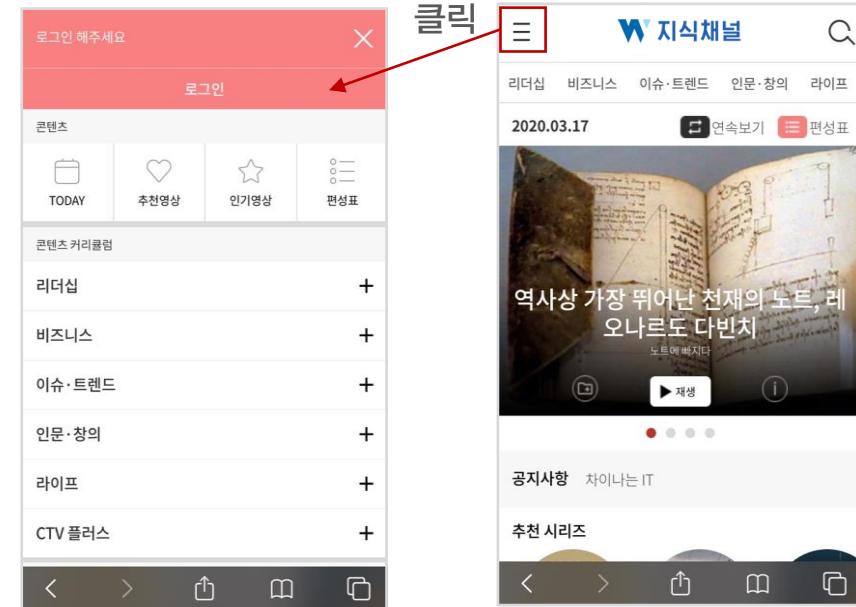 로그인 해주세요
로그인
콘텐츠
TODAY 추천영상 인기영상 편성표
콘텐츠 커리큘럼
리더십
비즈니스
이슈·트렌드
인문·창의
라이프
CTV 플러스
클릭
W 지식채널
리더십 비즈니스 이슈·트렌드 인문·창의 라이프
2020.03.17 연속보기 편성표
역사상 가장 뛰어난 천재의 노트, 레
오나르도 다빈치
노트에 빠지다
재생
공지사항 차이나는 IT
추천 시리즈